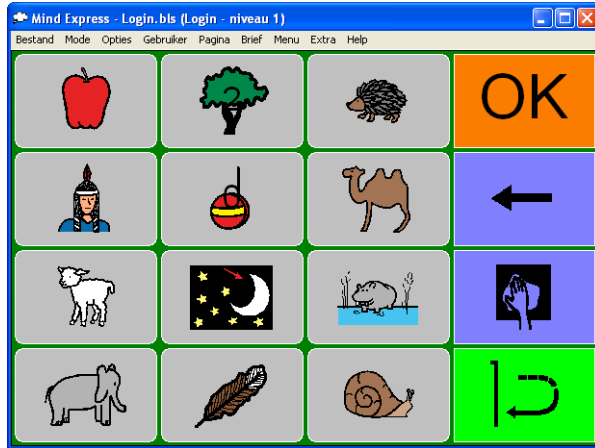 Mind Express - Login.bls (Login - niveau 1)
Bestand Mode Opties Gebruiker Pagina Brief Menu Extra Help
OK